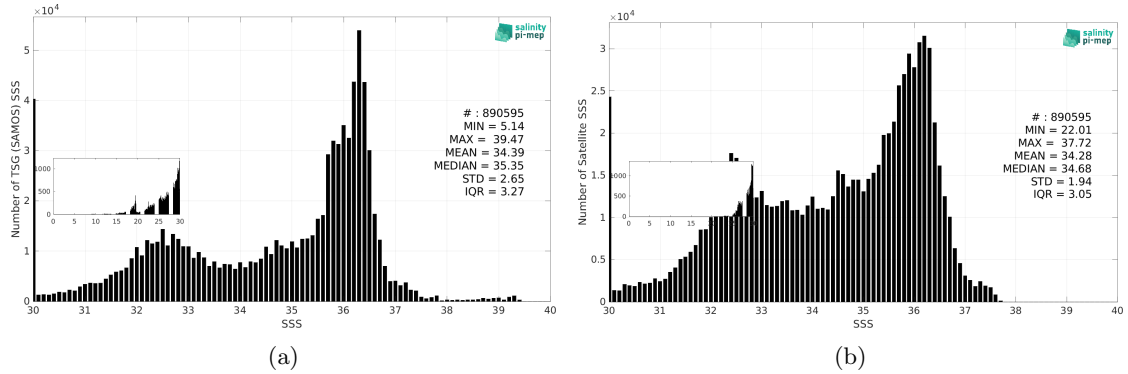 ×10⁴
salinity
pi-mep
Number of TSG (SAMOS) SSS
5
4
3
2
1
0
# : 890595
MIN = 5.14
MAX = 39.47
MEAN = 34.39
MEDIAN = 35.35
STD = 2.65
IQR = 3.27
1000
500
0
0 5 10 15 20 25 30
30 31 32 33 34 35 36 37 38 39 40
SSS
(a)
×10⁴
salinity
pi-mep
Number of Satellite SSS
3
2.5
2
1.5
1
0.5
0
# : 890595
MIN = 22.01
MAX = 37.72
MEAN = 34.28
MEDIAN = 34.68
STD = 1.94
IQR = 3.05
1000
500
0
0 5 10 15 20 25
30 31 32 33 34 35 36 37 38 39 40
SSS
(b)